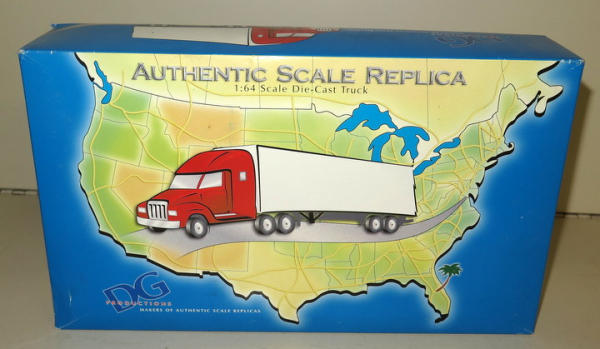 AUTHENTIC SCALE REPLICA
1:64 Scale Die-Cast Truck
DG
PRODUCTIONS
MAKERS OF AUTHENTIC SCALE REPLICAS